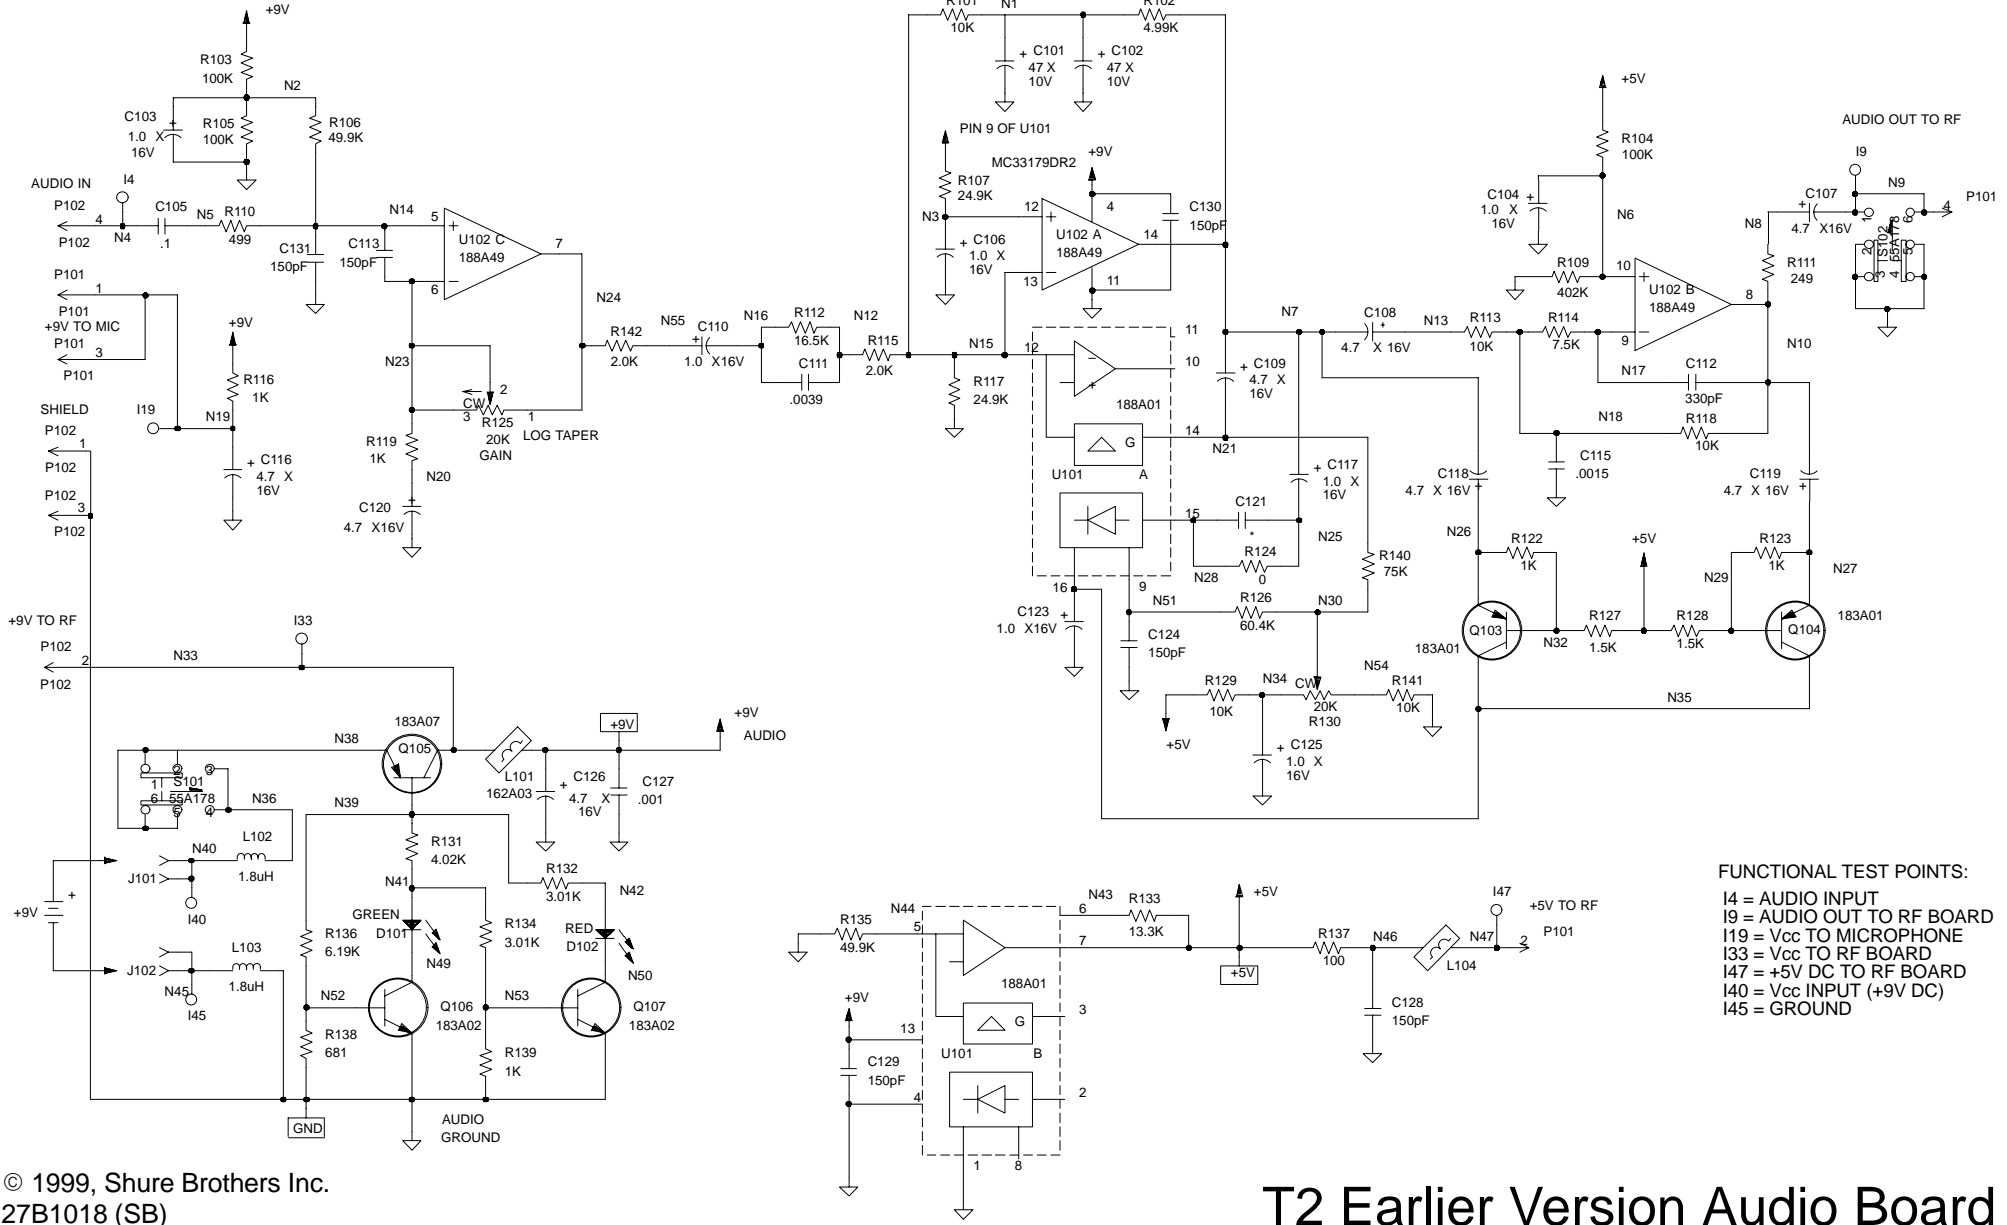 +9V
R103
100K
N2
C103
1.0 X
16V
R105
100K
R106
49.9K
AUDIO IN
P102
4
P102
I4
N4
C105
.1
N5
R110
499
C131
150pF
N14
C113
150pF
5
+
6
−
U102 C
188A49
7
P101
1
P101
+9V TO MIC
P101
3
P101
+9V
R116
1K
I19
N19
C116
+
4.7 X
16V
SHIELD
P102
1
P102
P102
3
P102
N23
CW
2
3
R125
1
20K
GAIN
LOG TAPER
R119
1K
N20
C120
+
4.7 X16V
N24
R142
2.0K
N55
C110
+
1.0 X16V
N16
R112
16.5K
C111
.0039
N12
R115
2.0K
R101
10K
N1
R102
4.99K
+ C101
47 X
10V
+ C102
47 X
10V
PIN 9 OF U101
MC33179DR2
+9V
R107
24.9K
N3
12
+
4
C130
150pF
+ C106
1.0 X
16V
U102 A
188A49
14
13
−
11
N15
R117
24.9K
12
−
+
11
10
188A01
14
G
U101
A
N21
15
16
9
N7
+ C109
4.7 X
16V
+ C117
1.0 X
16V
C121
*
R124
0
N28
N25
R140
75K
N51
R126
60.4K
N30
C123
+
1.0 X16V
C124
150pF
R129
10K
N34
CW
20K
R130
N54
R141
10K
+5V
+ C125
1.0 X
16V
C108
+
4.7 X 16V
N13
R113
10K
R114
7.5K
+5V
R104
100K
C104
+
1.0 X
16V
N6
R109
402K
10
+
U102 B
188A49
8
9
−
N17
C112
330pF
N18
R118
10K
C115
.0015
N10
N8
R111
249
AUDIO OUT TO RF
I9
C107
+
4.7 X16V
N9
4
P101
1
6
2
5
3
4
S102
55A178
C118
4.7 X 16V
+
C119
4.7 X 16V
+
N26
R122
1K
+5V
R123
1K
N29
N27
Q103
183A01
N32
R127
1.5K
R128
1.5K
Q104
183A01
N35
+9V TO RF
P102
2
P102
N33
I33
183A07
Q105
N38
L101
162A03
+ C126
4.7 X
16V
C127
.001
+9V
+9V
AUDIO
1
2
3
S101
6
5
4
55A178
N36
L102
1.8uH
N40
J101
I40
+
+9V
L103
1.8uH
J102
N45
I45
N39
R131
4.02K
R132
3.01K
N41
N42
GREEN
D101
N49
RED
D102
N50
R136
6.19K
R134
3.01K
N52
Q106
183A02
N53
Q107
183A02
R138
681
R139
1K
GND
AUDIO
GROUND
R135
49.9K
N44
5
N43
6
R133
13.3K
7
188A01
G
3
U101
B
2
1
8
+9V
13
C129
150pF
4
+5V
+5V
R137
100
N46
L104
N47
I47
+5V TO RF
P101
2
C128
150pF
FUNCTIONAL TEST POINTS:
I4 = AUDIO INPUT
I9 = AUDIO OUT TO RF BOARD
I19 = Vcc TO MICROPHONE
I33 = Vcc TO RF BOARD
I47 = +5V DC TO RF BOARD
I40 = Vcc INPUT (+9V DC)
I45 = GROUND
© 1999, Shure Brothers Inc.
27B1018 (SB)
T2 Earlier Version Audio Board